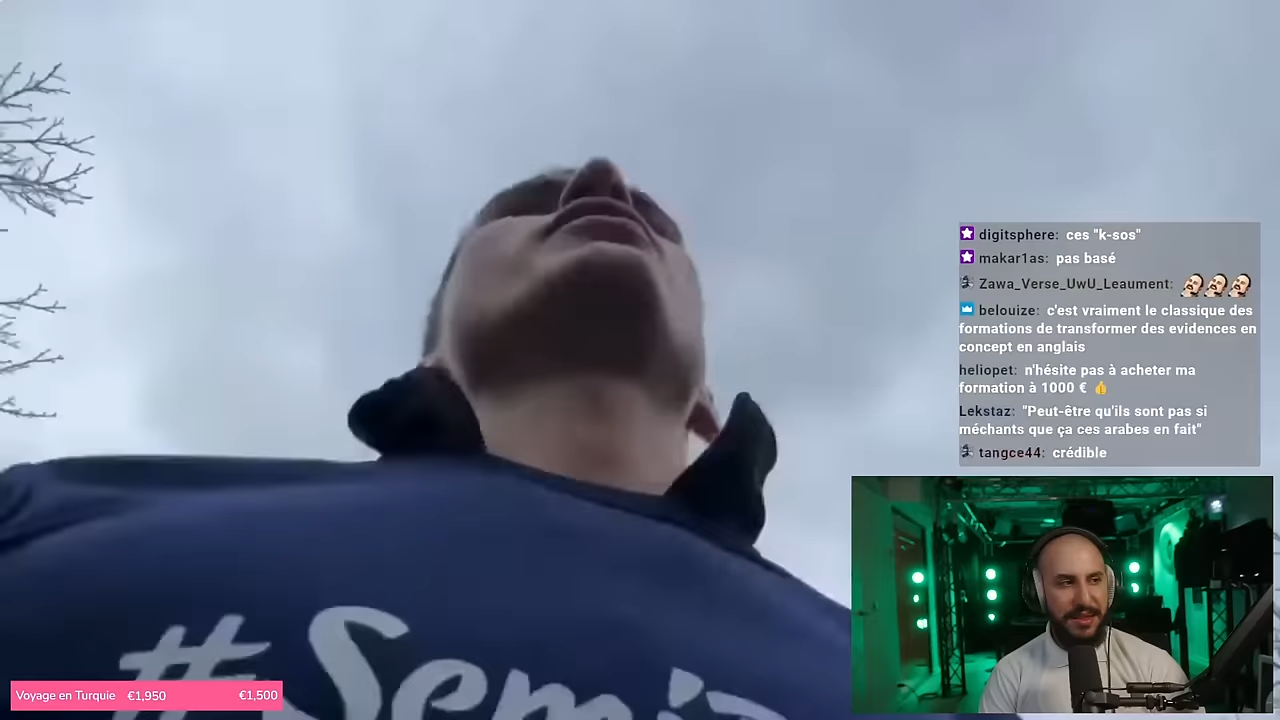 digitsphere: ces "k-sos"
makar1as: pas basé
Zawa_Verse_UwU_Leaument:
belouize: c'est vraiment le classique des
formations de transformer des evidences en
concept en anglais
heliopet: n'hésite pas à acheter ma
formation à 1000 € 👍
Lekstaz: "Peut-être qu'ils sont pas si
méchants que ça ces arabes en fait"
tangce44: crédible
#Semi
Voyage en Turquie €1,950 €1,500